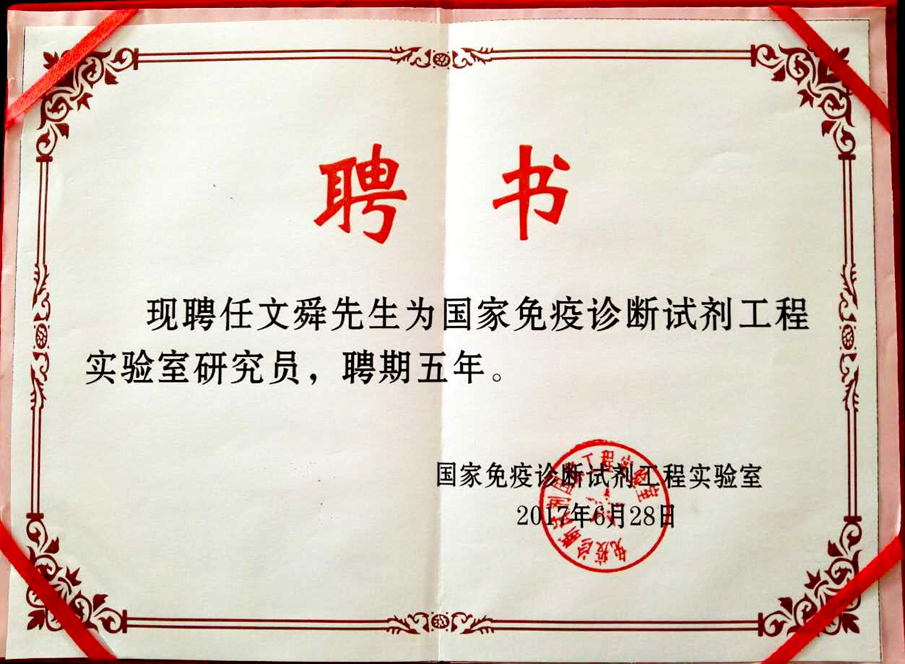 聘 书
现聘任文舜先生为国家免疫诊断试剂工程
实验室研究员，聘期五年。
国家免疫诊断试剂工程实验室
2017年6月28日